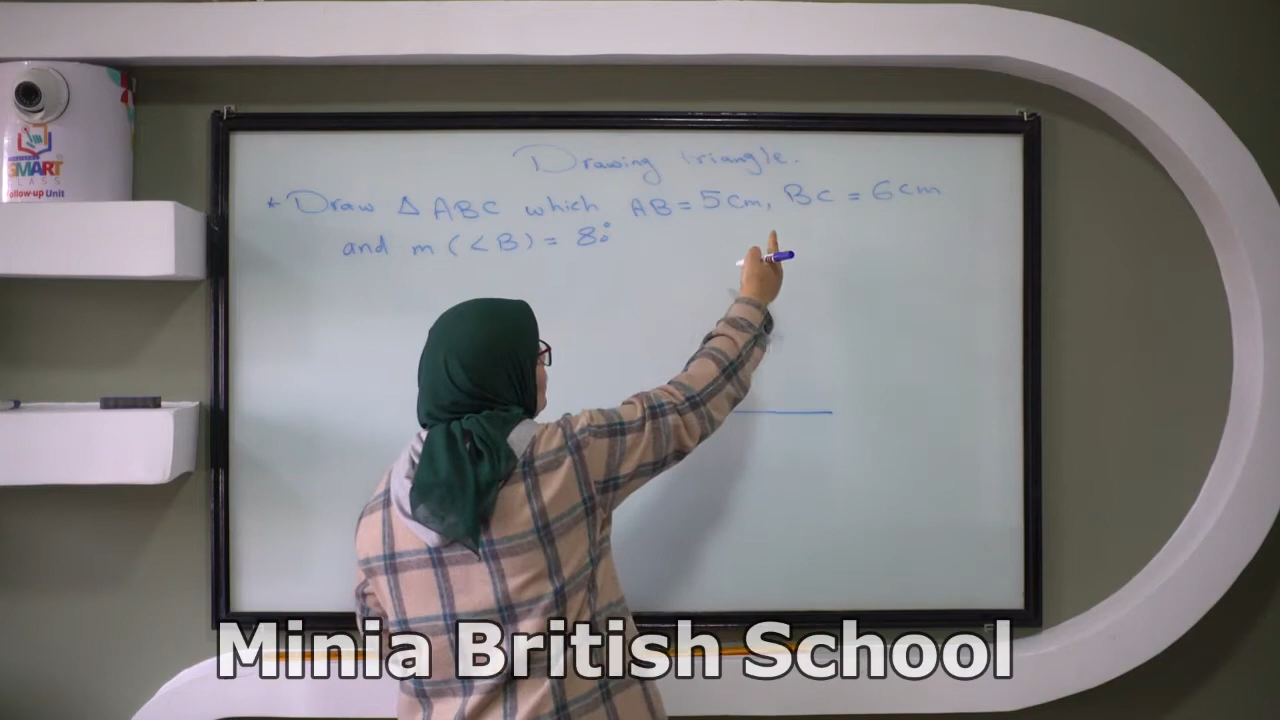 Drawing triangle.
* Draw Δ ABC which AB = 5cm, BC = 6cm
and m (∠B) = 80°
SMART
CLASS
Follow-up Unit
Minia British School